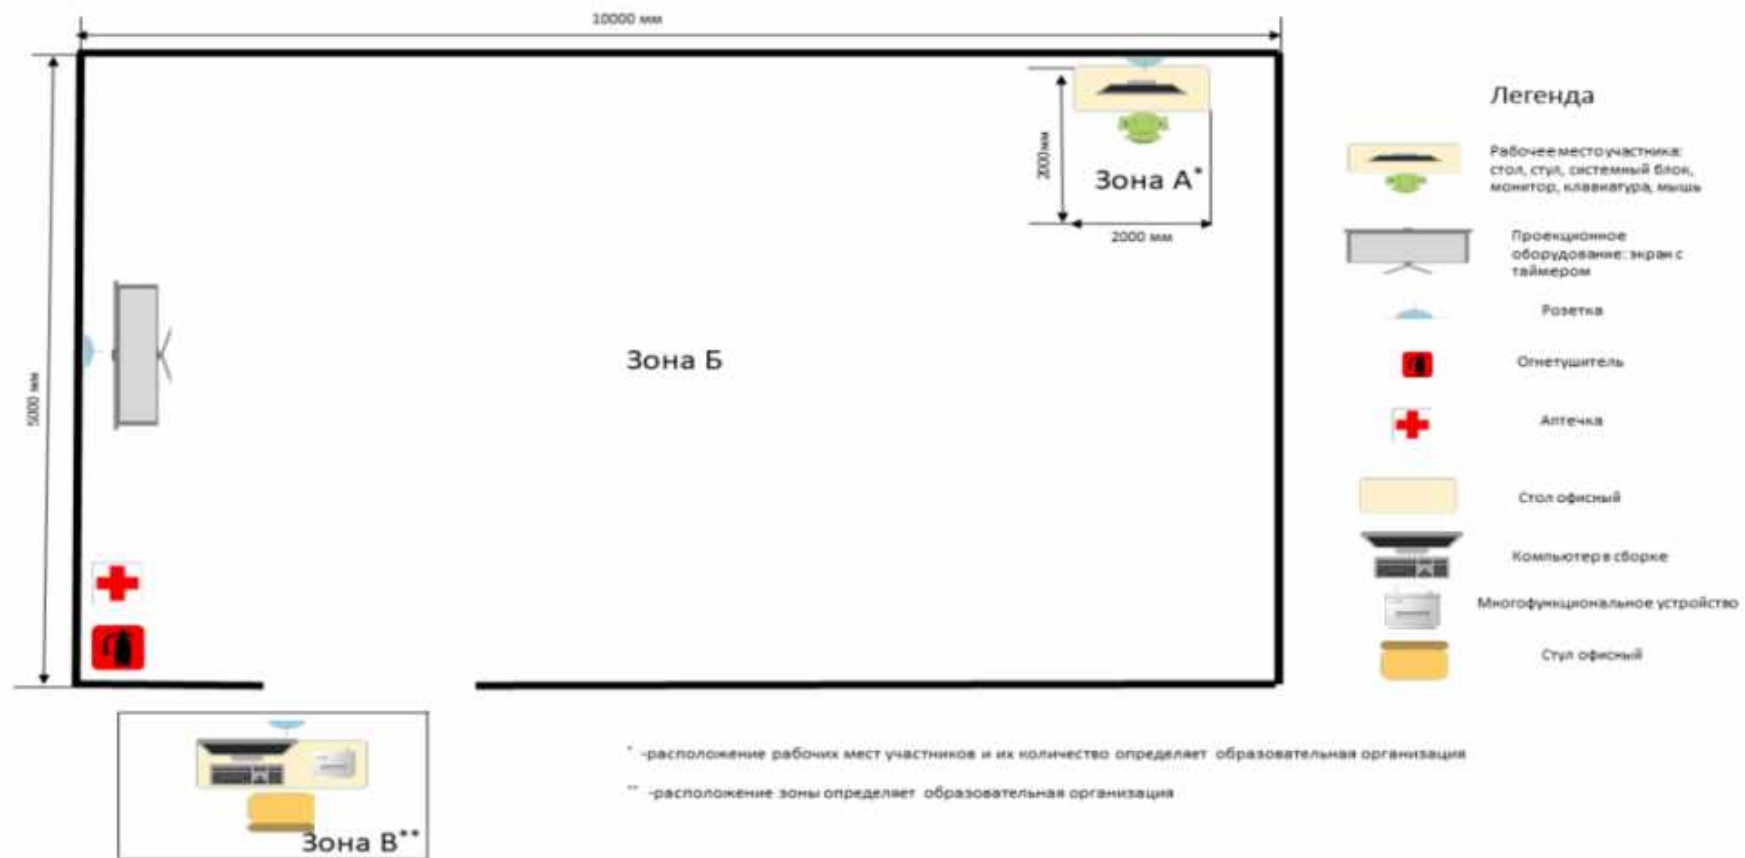 10000 мм
5000 мм
2000мм
Зона А*
2000 мм
Зона Б
Зона В**
Легенда
Рабочее место участника:
стол, стул, системный блок,
монитор, клавиатура, мышь
Проекционное
оборудование: экран с
таймером
Розетка
Огнетушитель
Аптечка
Стол офисный
Компьютер в сборке
Многофункциональное устройство
Стул офисный
* -расположение рабочих мест участников и их количество определяет образовательная организация
** -расположение зоны определяет образовательная организация